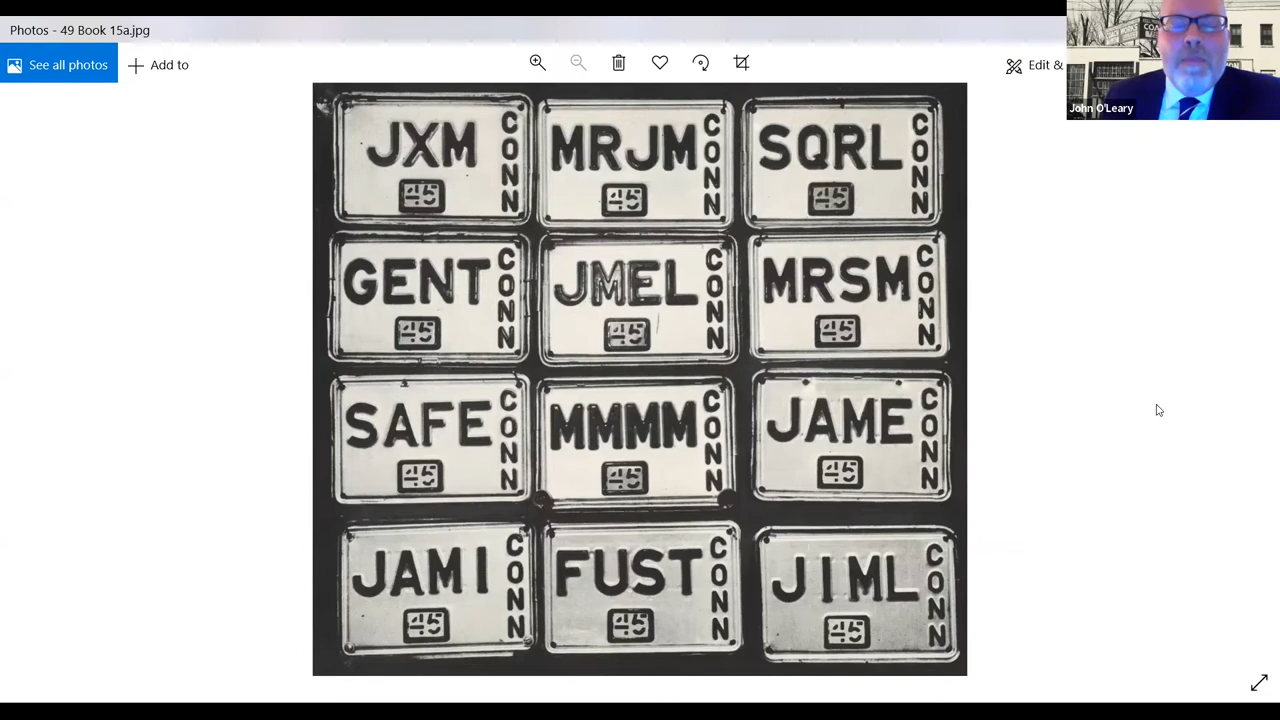 Photos - 49 Book 15a.jpg
See all photos
Add to
Edit &
John O'Leary
JXM CONN
45
MRJM CONN
45
SQRL CONN
45
GENT CONN
45
JMEL CONN
45
MRSM CONN
45
SAFE CONN
45
MMMM CONN
45
JAME CONN
45
JAMI CONN
45
FUST CONN
45
JIML CONN
45